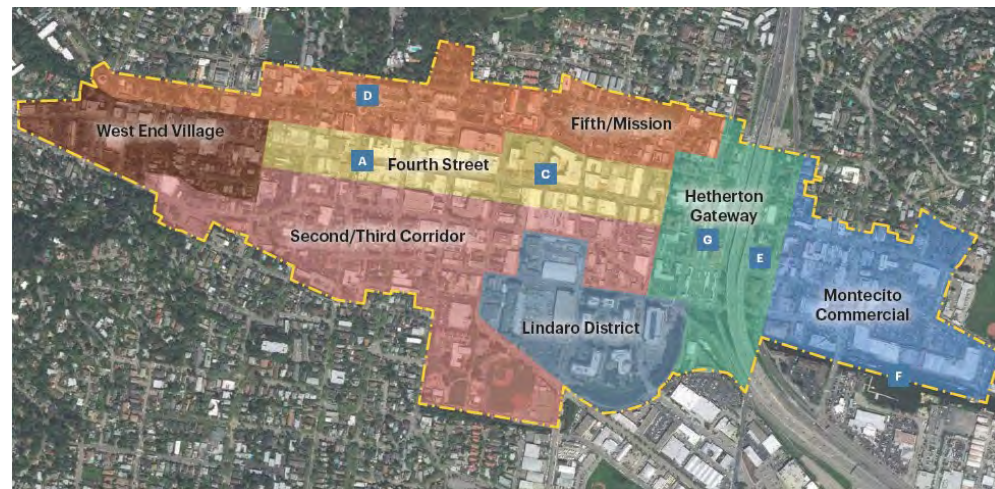 D
Fifth/Mission
West End Village
A
Fourth Street
C
Hetherton
Gateway
Second/Third Corridor
G
E
Montecito
Commercial
Lindaro District
F